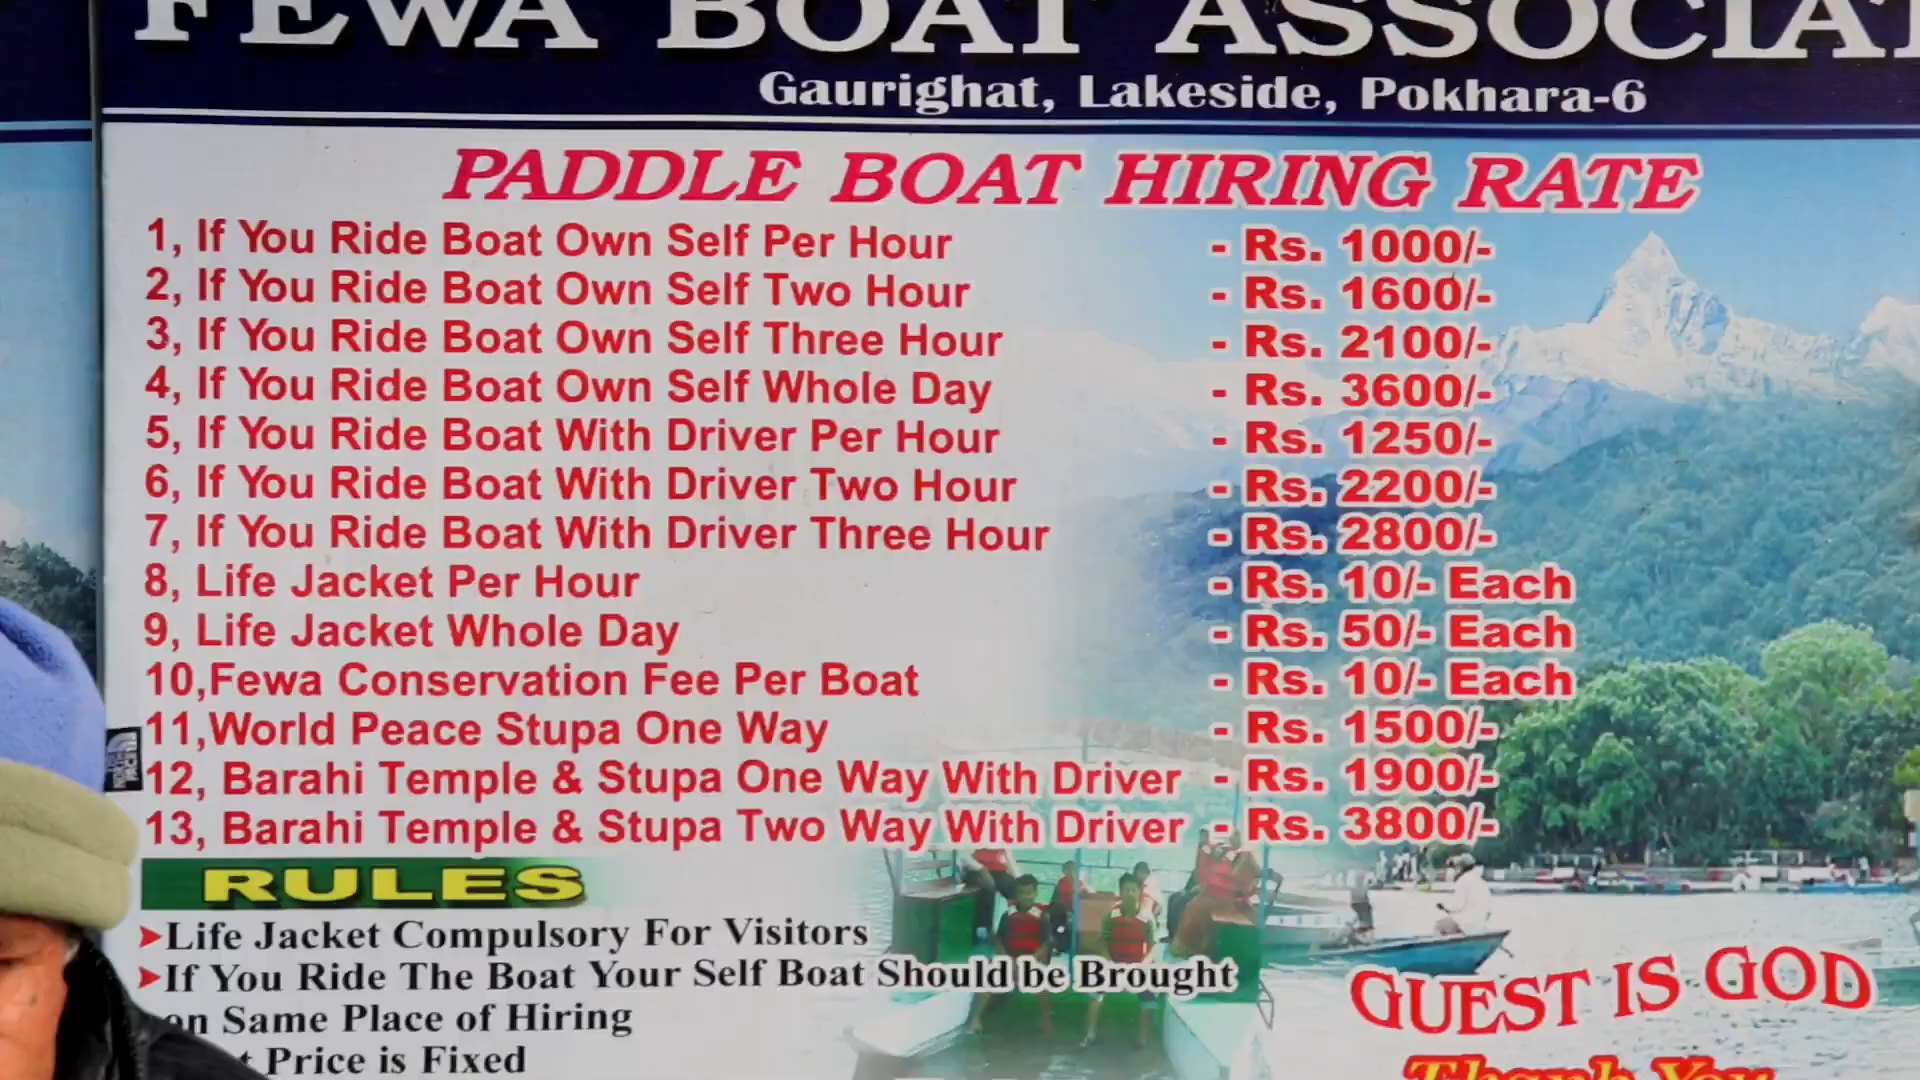 FEWA BOAT
Gaurighat, Lakeside, Pokhara-6
PADDLE BOAT HIRING RATE
1, If You Ride Boat Own Self Per Hour - Rs. 1000/-
2, If You Ride Boat Own Self Two Hour - Rs. 1600/-
3, If You Ride Boat Own Self Three Hour - Rs. 2100/-
4, If You Ride Boat Own Self Whole Day - Rs. 3600/-
5, If You Ride Boat With Driver Per Hour - Rs. 1250/-
6, If You Ride Boat With Driver Two Hour - Rs. 2200/-
7, If You Ride Boat With Driver Three Hour - Rs. 2800/-
8, Life Jacket Per Hour - Rs. 10/- Each
9, Life Jacket Whole Day - Rs. 50/- Each
10,Fewa Conservation Fee Per Boat - Rs. 10/- Each
11,World Peace Stupa One Way - Rs. 1500/-
12, Barahi Temple & Stupa One Way With Driver - Rs. 1900/-
13, Barahi Temple & Stupa Two Way With Driver - Rs. 3800/-
RULES
➤Life Jacket Compulsory For Visitors
➤If You Ride The Boat Your Self Boat Should be Brought
on Same Place of Hiring
Price is Fixed
GUEST IS GOD
Thank You